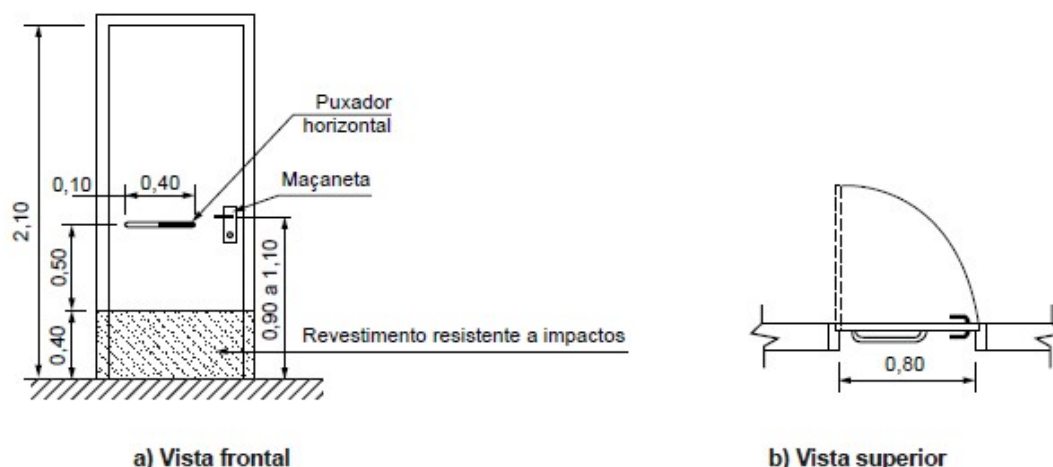 Puxador
horizontal
0,10
0,40
Maçaneta
2,10
0,50
0,90 a 1,10
0,40
Revestimento resistente a impactos
0,80
a) Vista frontal
b) Vista superior